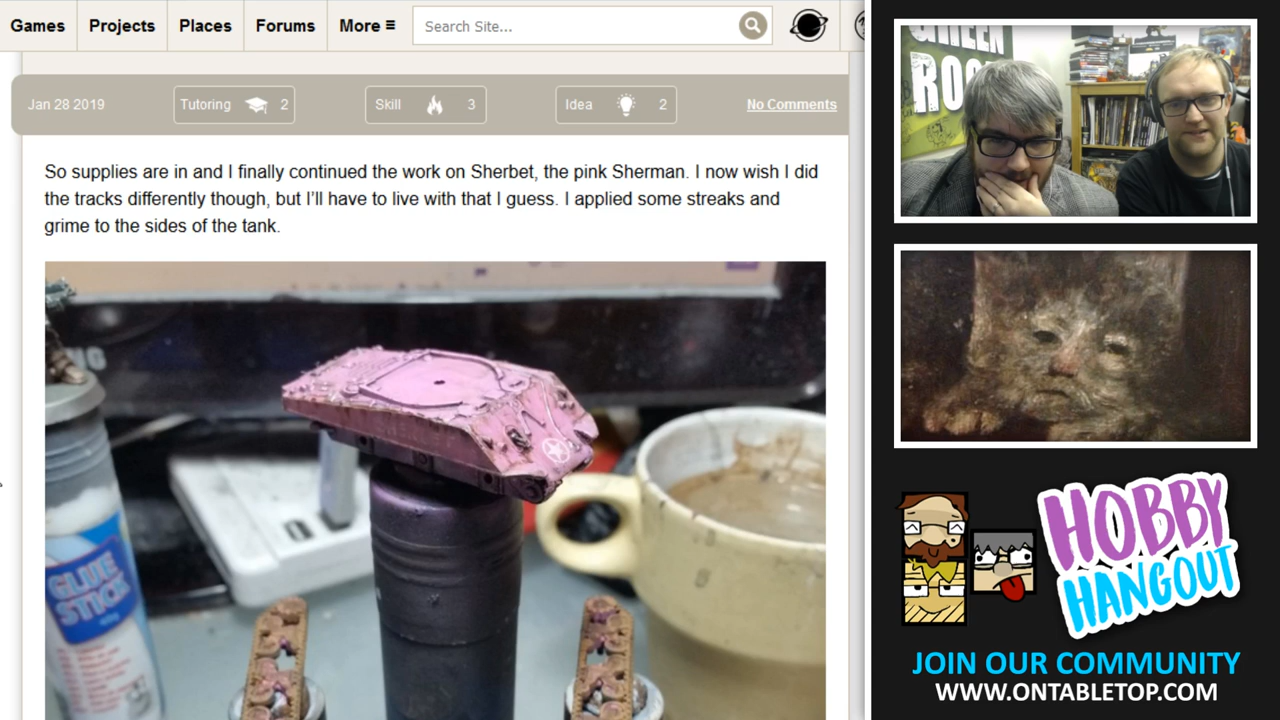 Games Projects Places Forums More ≡ Search Site...
Jan 28 2019 Tutoring 2 Skill 3 Idea 2 No Comments
So supplies are in and I finally continued the work on Sherbet, the pink Sherman. I now wish I did
the tracks differently though, but I'll have to live with that I guess. I applied some streaks and
grime to the sides of the tank.
GLUE
STICK
GREEN
ROO
HOBBY
HANGOUT
JOIN OUR COMMUNITY
WWW.ONTABLETOP.COM